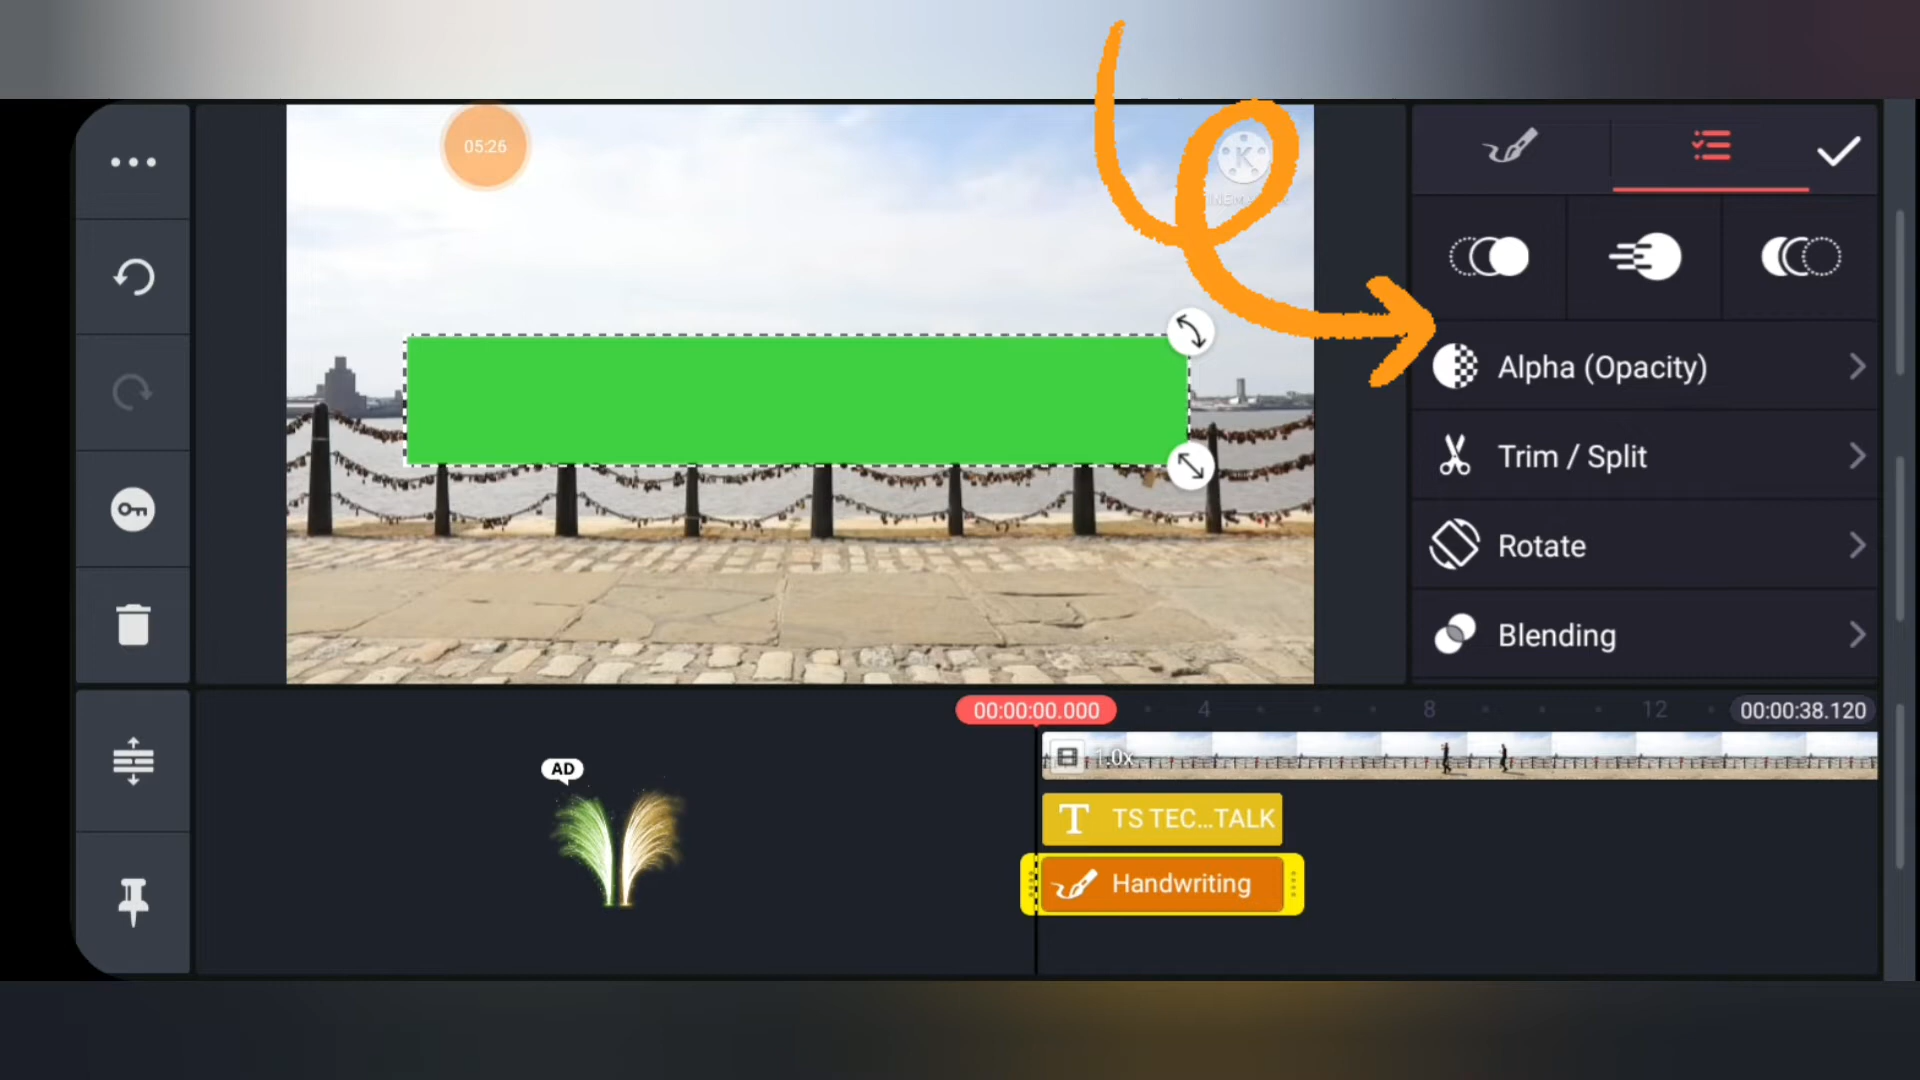 05:26
Alpha (Opacity)
Trim / Split
Rotate
Blending
00:00:00.000
4
8
12
00:00:38.120
1.0x
AD
T TS TEC...TALK
Handwriting